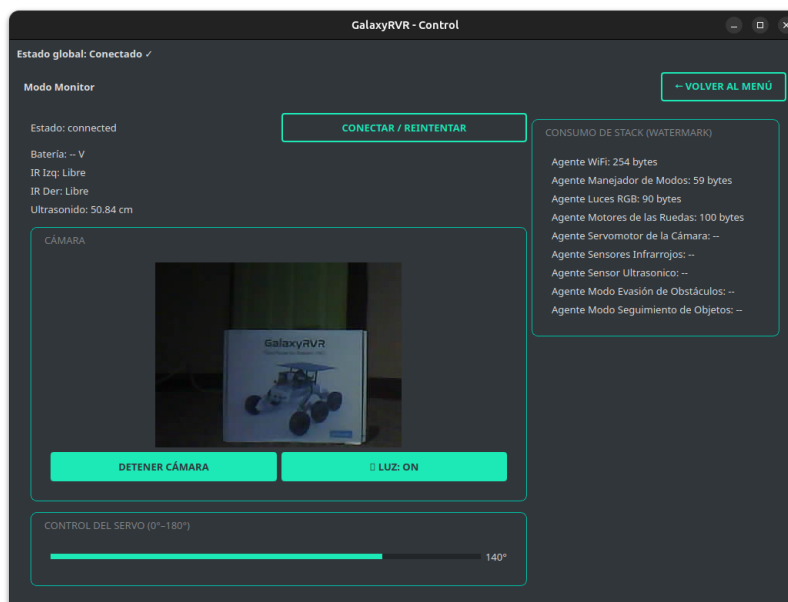 GalaxyRVR - Control
Estado global: Conectado ✓
Modo Monitor
← VOLVER AL MENÚ
Estado: connected
CONECTAR / REINTENTAR
Batería: -- V
IR Izq: Libre
IR Der: Libre
Ultrasonido: 50.84 cm
CÁMARA
GalaxyRVR
DETENER CÁMARA
LUZ: ON
CONTROL DEL SERVO (0°–180°)
140°
CONSUMO DE STACK (WATERMARK)
Agente WiFi: 254 bytes
Agente Manejador de Modos: 59 bytes
Agente Luces RGB: 90 bytes
Agente Motores de las Ruedas: 100 bytes
Agente Servomotor de la Cámara: --
Agente Sensores Infrarrojos: --
Agente Sensor Ultrasonico: --
Agente Modo Evasión de Obstáculos: --
Agente Modo Seguimiento de Objetos: --